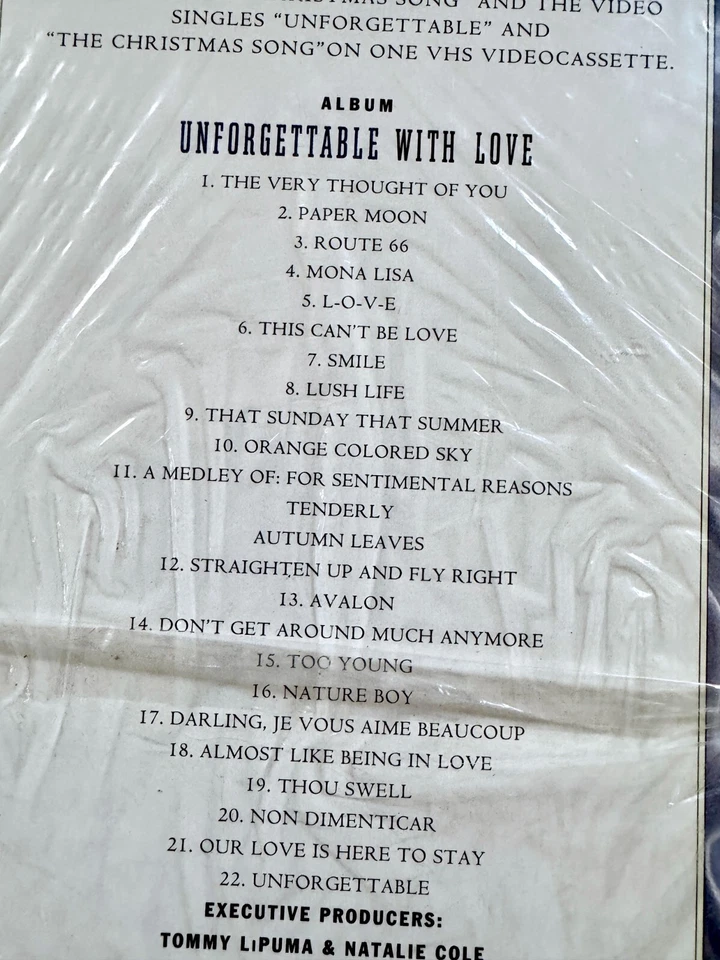 SONG" AND THE VIDEO
SINGLES "UNFORGETTABLE" AND
"THE CHRISTMAS SONG"ON ONE VHS VIDEOCASSETTE.
ALBUM
UNFORGETTABLE WITH LOVE
1. THE VERY THOUGHT OF YOU
2. PAPER MOON
3. ROUTE 66
4. MONA LISA
5. L-O-V-E
6. THIS CAN'T BE LOVE
7. SMILE
8. LUSH LIFE
9. THAT SUNDAY THAT SUMMER
10. ORANGE COLORED SKY
11. A MEDLEY OF: FOR SENTIMENTAL REASONS
TENDERLY
AUTUMN LEAVES
12. STRAIGHTEN UP AND FLY RIGHT
13. AVALON
14. DON'T GET AROUND MUCH ANYMORE
15. TOO YOUNG
16. NATURE BOY
17. DARLING, JE VOUS AIME BEAUCOUP
18. ALMOST LIKE BEING IN LOVE
19. THOU SWELL
20. NON DIMENTICAR
21. OUR LOVE IS HERE TO STAY
22. UNFORGETTABLE
EXECUTIVE PRODUCERS:
TOMMY LiPUMA & NATALIE COLE